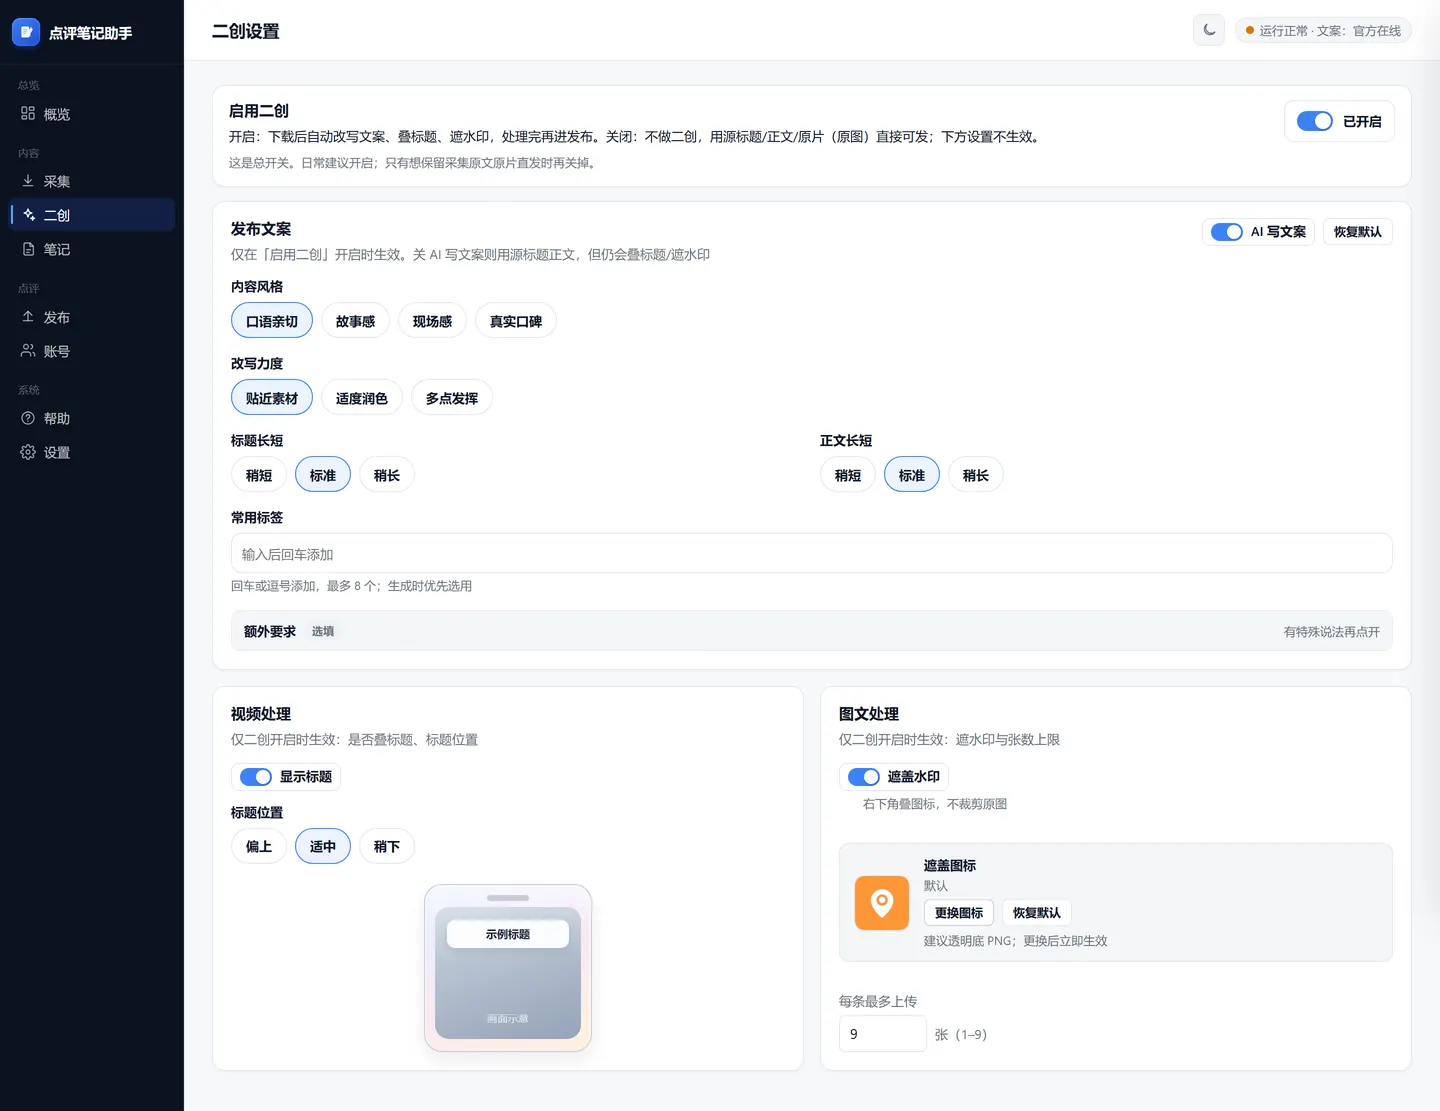 点评笔记助手
总览
概览
内容
采集
二创
笔记
点评
发布
账号
系统
帮助
设置
二创设置
运行正常 · 文案：官方在线
启用二创
开启：下载后自动改写文案、叠标题、遮水印，处理完再进发布。关闭：不做二创，用源标题/正文/原片（原图）直接可发；下方设置不生效。
这是总开关。日常建议开启；只有想保留采集原文原片直发时再关掉。
已开启
发布文案
仅在「启用二创」开启时生效。关 AI 写文案则用源标题正文，但仍会叠标题/遮水印
AI 写文案
恢复默认
内容风格
口语亲切
故事感
现场感
真实口碑
改写力度
贴近素材
适度润色
多点发挥
标题长短
稍短
标准
稍长
正文长短
稍短
标准
稍长
常用标签
输入后回车添加
回车或逗号添加，最多 8 个；生成时优先选用
额外要求 选填
有特殊说法再点开
视频处理
仅二创开启时生效：是否叠标题、标题位置
显示标题
标题位置
偏上
适中
稍下
示例标题
画面示意
图文处理
仅二创开启时生效：遮水印与张数上限
遮盖水印
右下角叠图标，不裁剪原图
遮盖图标
默认
更换图标
恢复默认
建议透明底 PNG；更换后立即生效
每条最多上传
9
张（1–9）